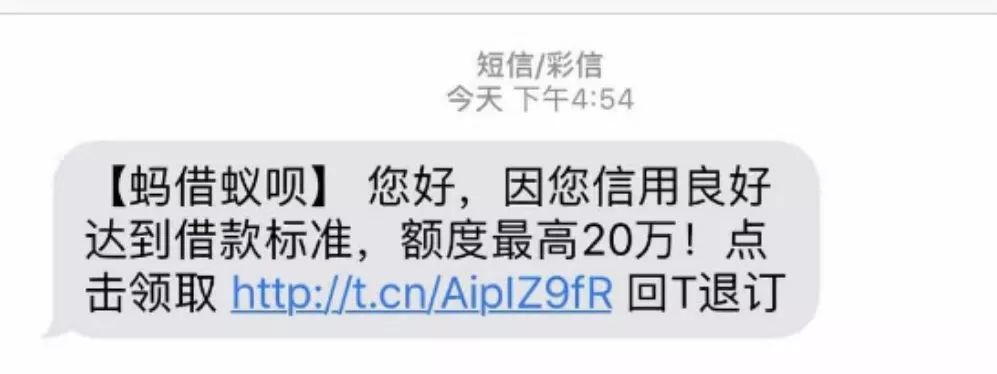 短信/彩信
今天 下午4:54
【蚂借蚁呗】 您好，因您信用良好
达到借款标准，额度最高20万！点
击领取 http://t.cn/AipIZ9fR 回T退订